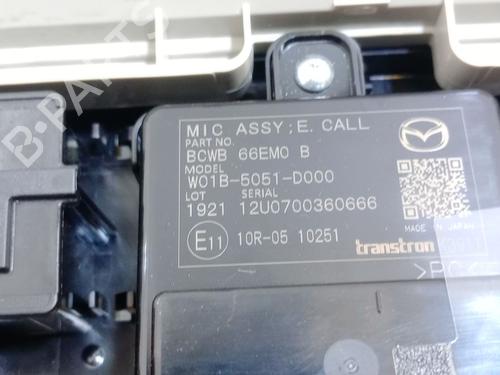 B-PARTS
MIC ASSY;E. CALL
PART NO.
BCWB 66EM0 B
MODEL
W01B-5051-D000
LOT SERIAL
1921 12U0700360666
E11 10R-05 10251
MADE IN JAPAN
transtron